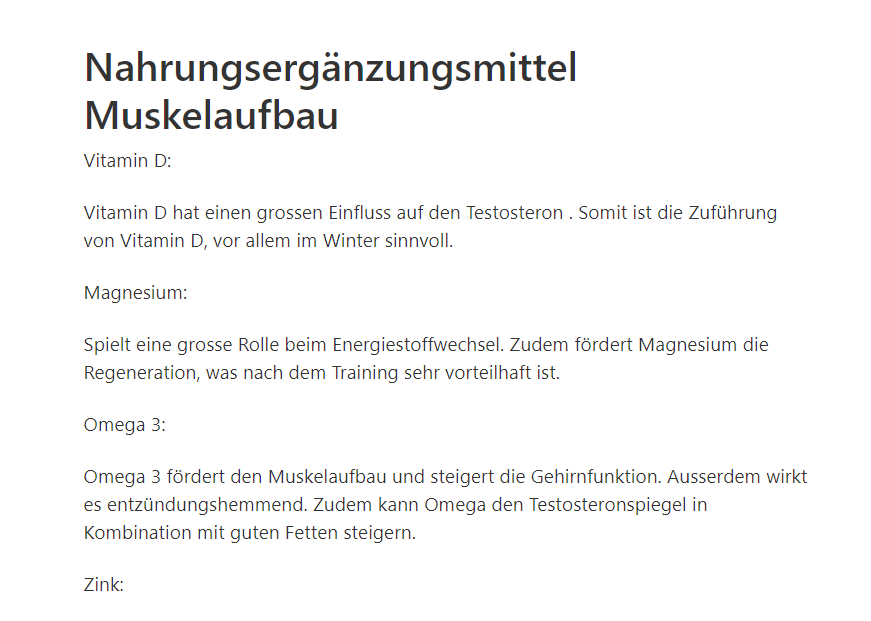 Nahrungsergänzungsmittel
Muskelaufbau
Vitamin D:
Vitamin D hat einen grossen Einfluss auf den Testosteron . Somit ist die Zuführung
von Vitamin D, vor allem im Winter sinnvoll.
Magnesium:
Spielt eine grosse Rolle beim Energiestoffwechsel. Zudem fördert Magnesium die
Regeneration, was nach dem Training sehr vorteilhaft ist.
Omega 3:
Omega 3 fördert den Muskelaufbau und steigert die Gehirnfunktion. Ausserdem wirkt
es entzündungshemmend. Zudem kann Omega den Testosteronspiegel in
Kombination mit guten Fetten steigern.
Zink: